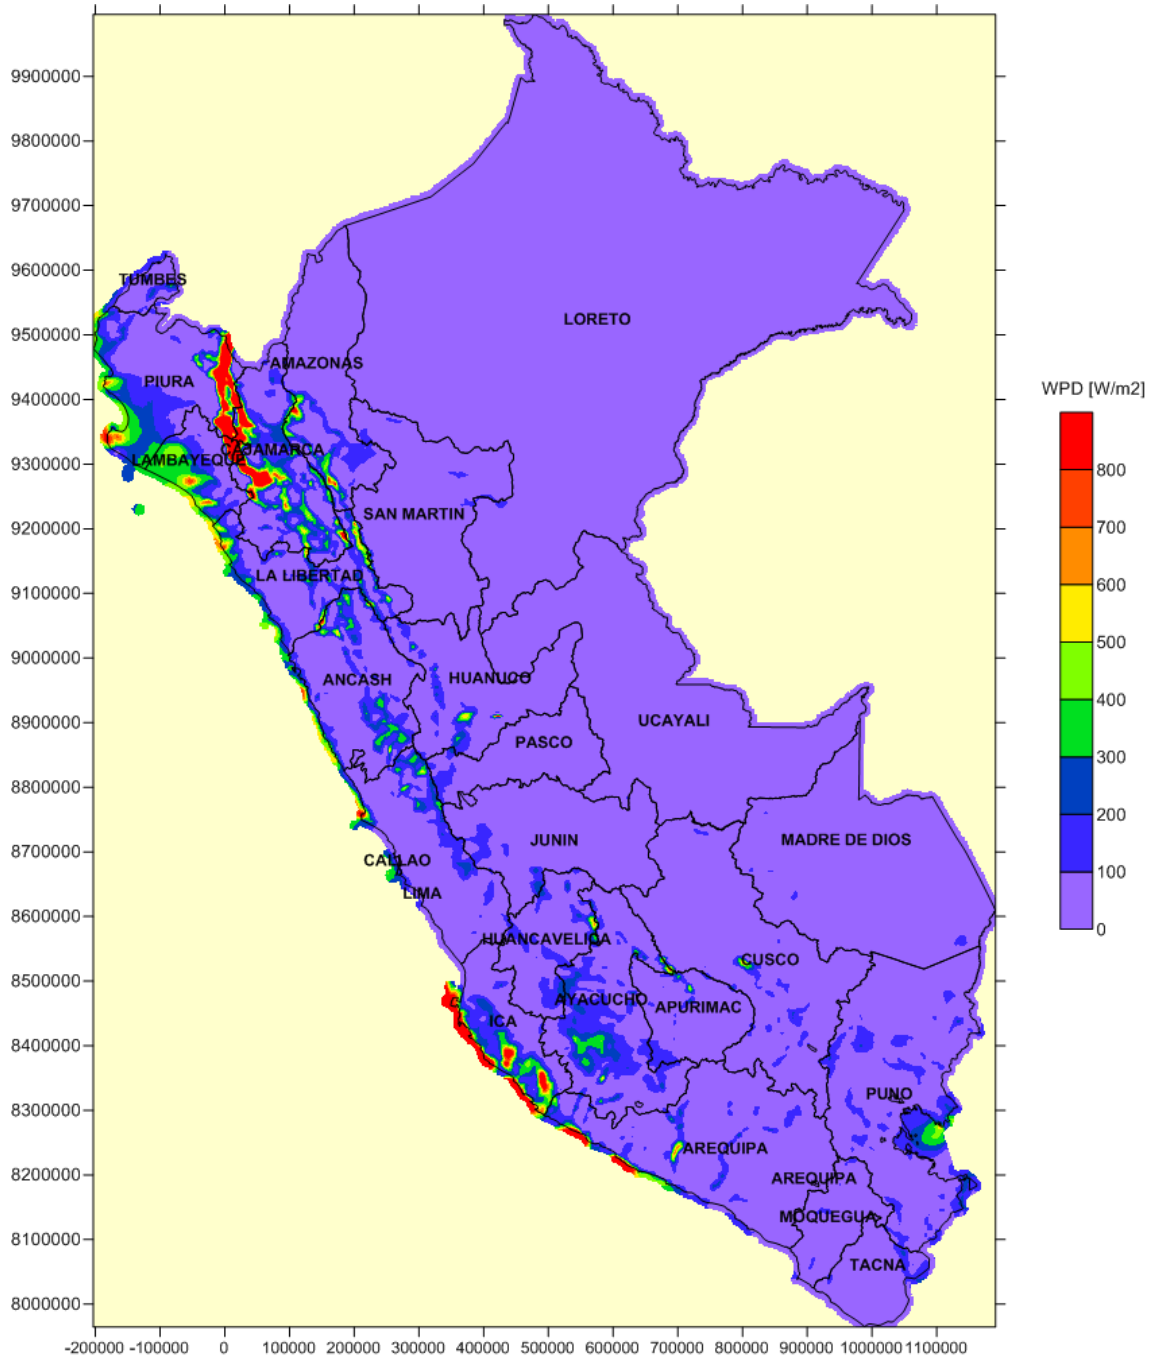 9900000
9800000
9700000
9600000
9500000
9400000
9300000
9200000
9100000
9000000
8900000
8800000
8700000
8600000
8500000
8400000
8300000
8200000
8100000
8000000
TUMBES
LORETO
AMAZONAS
PIURA
CAJAMARCA
LAMBAYEQUE
SAN MARTIN
LA LIBERTAD
ANCASH
HUANUCO
UCAYALI
PASCO
JUNIN
MADRE DE DIOS
CALLAO
LIMA
HUANCAVELICA
CUSCO
AYACUCHO
APURIMAC
ICA
PUNO
AREQUIPA
AREQUIPA
MOQUEGUA
TACNA
-200000 -100000 0 100000 200000 300000 400000 500000 600000 700000 800000 900000 1000000 1100000
WPD [W/m2]
800
700
600
500
400
300
200
100
0